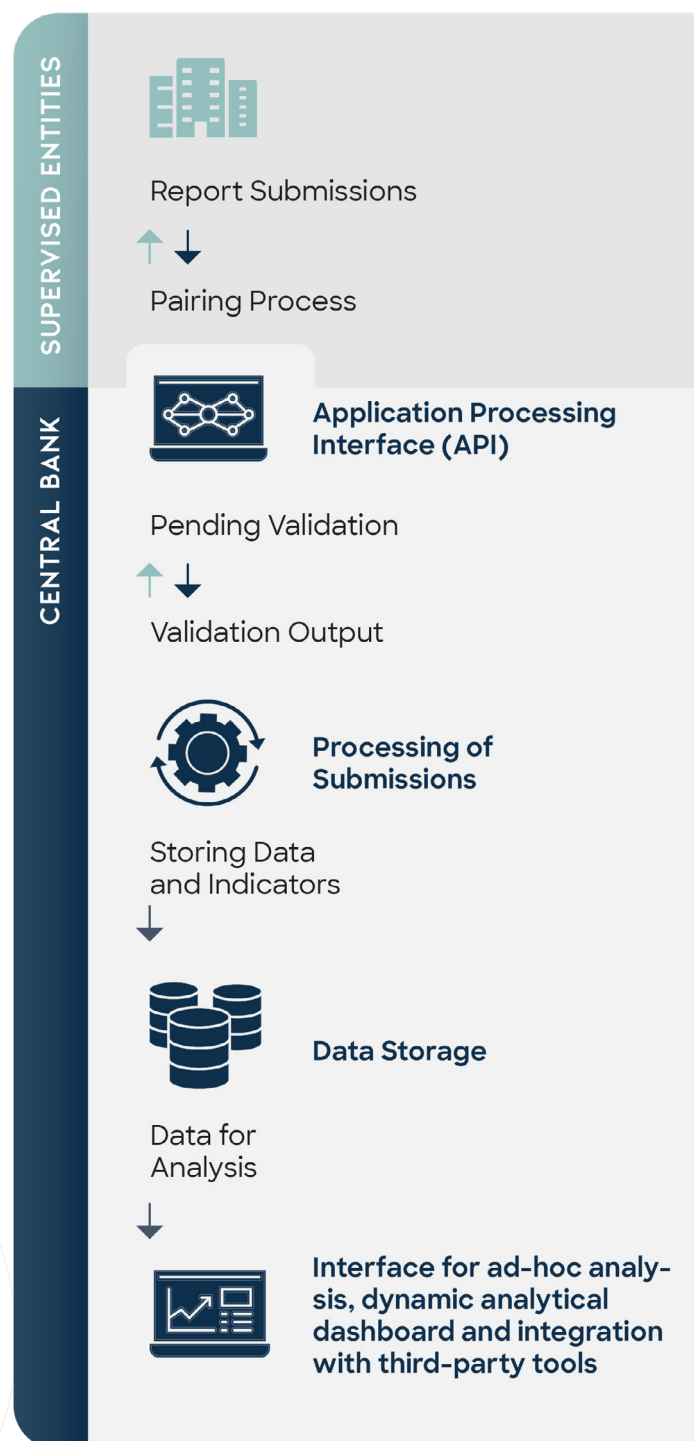 SUPERVISED ENTITIES
Report Submissions
Pairing Process
CENTRAL BANK
Application Processing
Interface (API)
Pending Validation
Validation Output
Processing of
Submissions
Storing Data
and Indicators
Data Storage
Data for
Analysis
Interface for ad-hoc analy-
sis, dynamic analytical
dashboard and integration
with third-party tools